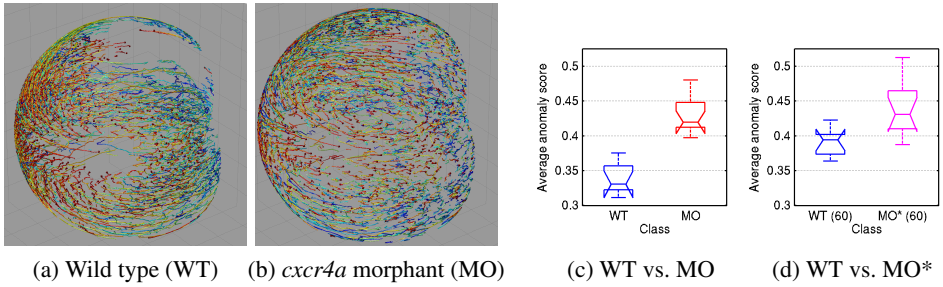 Average anomaly score
0.5
0.45
0.4
0.35
0.3
WT
MO
Class
Average anomaly score
0.5
0.45
0.4
0.35
0.3
WT (60)
MO* (60)
Class
(a) Wild type (WT)
(b) cxcr4a morphant (MO)
(c) WT vs. MO
(d) WT vs. MO*